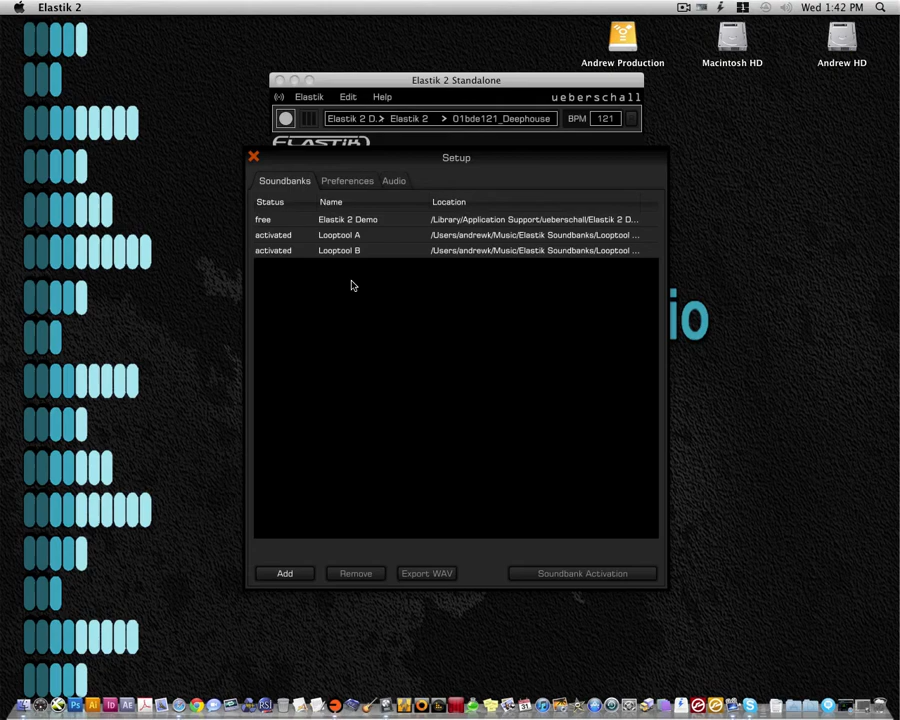 Elastik 2
Wed 1:42 PM
Andrew Production
Macintosh HD
Andrew HD
Elastik 2 Standalone
Elastik Edit Help
ueberschall
Elastik 2 D.. Elastik 2 01bde121_Deephouse
BPM 121
ELASTIK
Setup
Soundbanks Preferences Audio
Status Name Location
free Elastik 2 Demo /Library/Application Support/ueberschall/Elastik 2 D...
activated Looptool A /Users/andrewk/Music/Elastik Soundbanks/Looptool ...
activated Looptool B /Users/andrewk/Music/Elastik Soundbanks/Looptool ...
io
Add Remove Export WAV Soundbank Activation